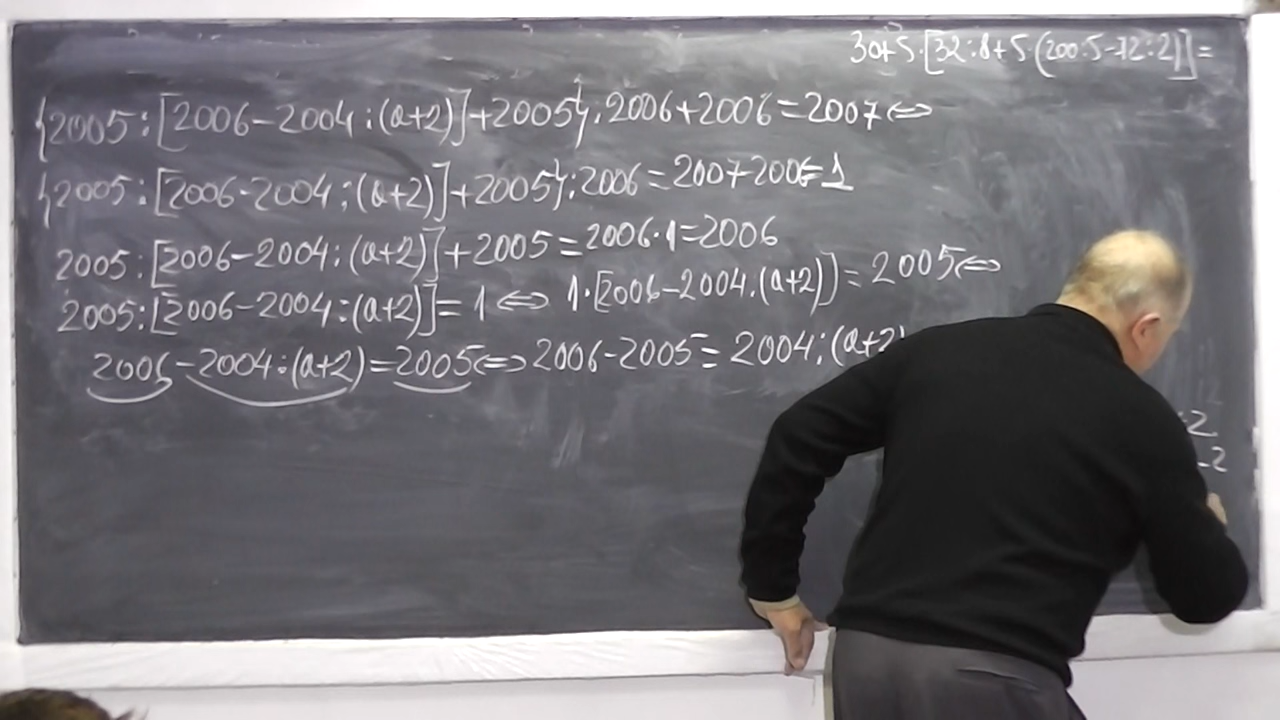 30+5·[32:8+5·(200:5-72:2)]=
{2005:[2006-2004:(a+2)]+2005}:2006+2006=2007⇔
{2005:[2006-2004:(a+2)]+2005}:2006=2007-2006=1
2005:[2006-2004:(a+2)]+2005=2006·1=2006
2005:[2006-2004:(a+2)]=1⇔1·[2006-2004:(a+2)]=2005⇔
2006-2004:(a+2)=2005⇔2006-2005=2004:(a+2)
-2
-2